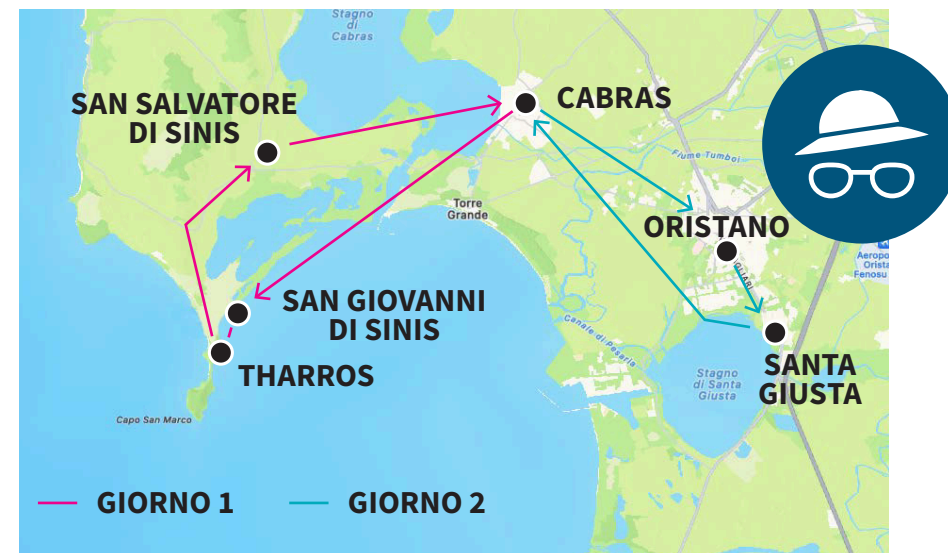 Stagno
di
Cabras
SAN SALVATORE
DI SINIS
CABRAS
Fiume Tumboi
Torre
Grande
ORISTANO
Aeropo
Orista
Fenosu
GLIARI
SAN GIOVANNI
DI SINIS
Canale di Pesaria
THARROS
Stagno
di Santa
Giusta
SANTA
GIUSTA
Capo San Marco
GIORNO 1
GIORNO 2